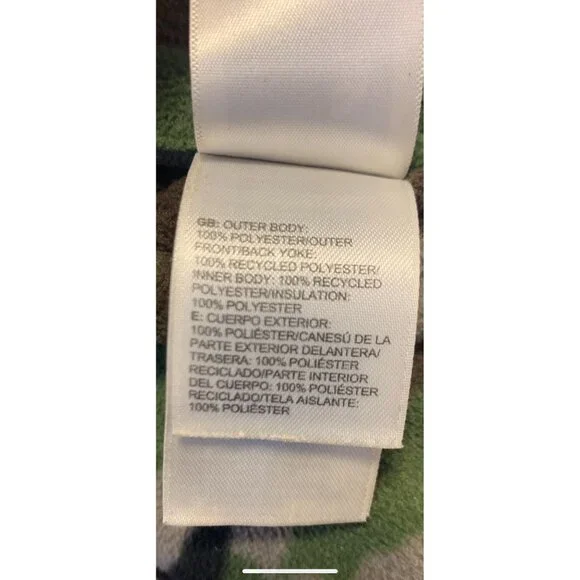 GB: OUTER BODY:
100% POLYESTER/OUTER
FRONT/BACK YOKE:
100% RECYCLED POLYESTER/
INNER BODY: 100% RECYCLED
POLYESTER/INSULATION:
100% POLYESTER
E: CUERPO EXTERIOR:
100% POLIÉSTER/CANESÚ DE LA
PARTE EXTERIOR DELANTERA/
TRASERA: 100% POLIÉSTER
RECICLADO/PARTE INTERIOR
DEL CUERPO: 100% POLIÉSTER
RECICLADO/TELA AISLANTE:
100% POLIÉSTER